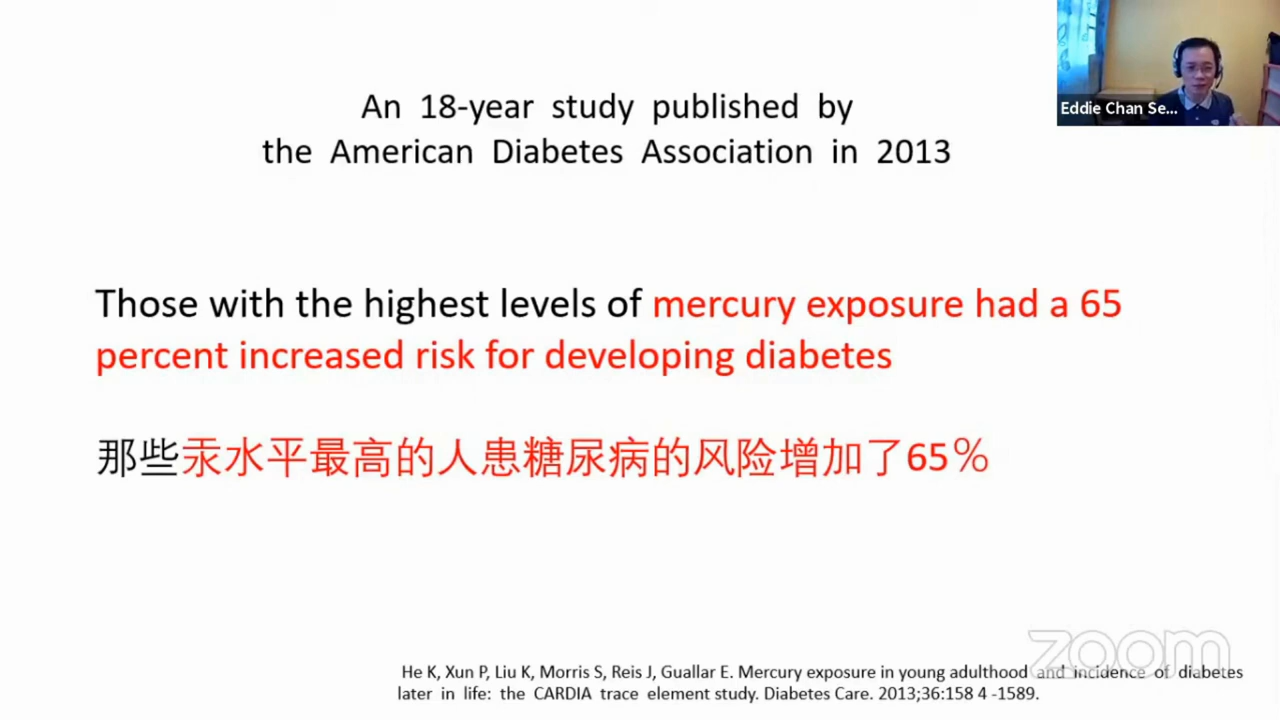 An 18-year study published by
the American Diabetes Association in 2013
Eddie Chan Se...
Those with the highest levels of mercury exposure had a 65
percent increased risk for developing diabetes
那些汞水平最高的人患糖尿病的风险增加了65%
zoom
He K, Xun P, Liu K, Morris S, Reis J, Guallar E. Mercury exposure in young adulthood and incidence of diabetes
later in life: the CARDIA trace element study. Diabetes Care. 2013;36:158 4 -1589.